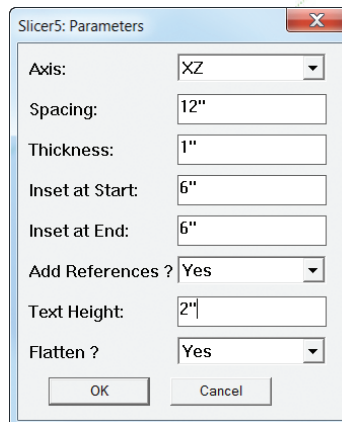 Slicer5: Parameters
Axis: XZ
Spacing: 12"
Thickness: 1"
Inset at Start: 6"
Inset at End: 6"
Add References ? Yes
Text Height: 2"
Flatten ? Yes
OK Cancel